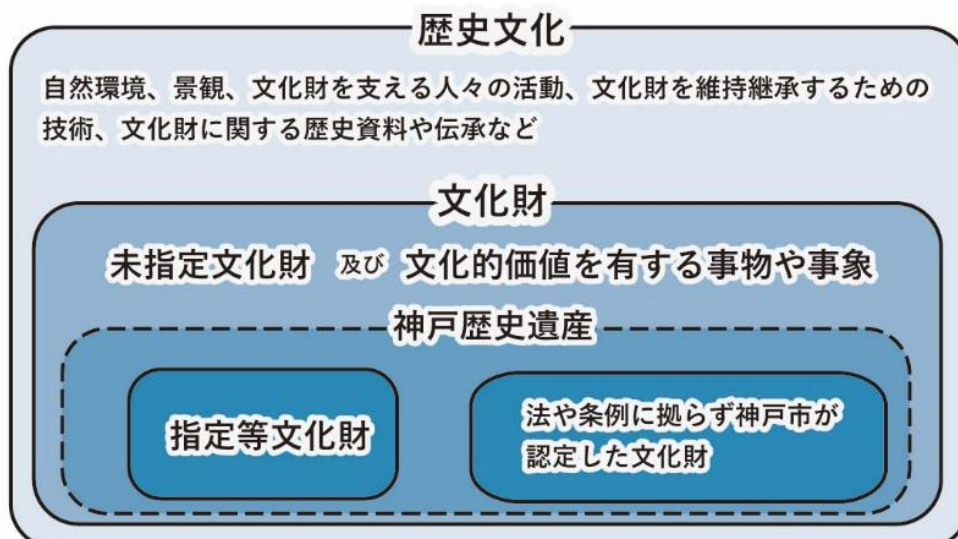 歴史文化
自然環境、景観、文化財を支える人々の活動、文化財を維持継承するための
技術、文化財に関する歴史資料や伝承など
文化財
未指定文化財 及び 文化的価値を有する事物や事象
神戸歴史遺産
指定等文化財
法や条例に拠らず神戸市が
認定した文化財